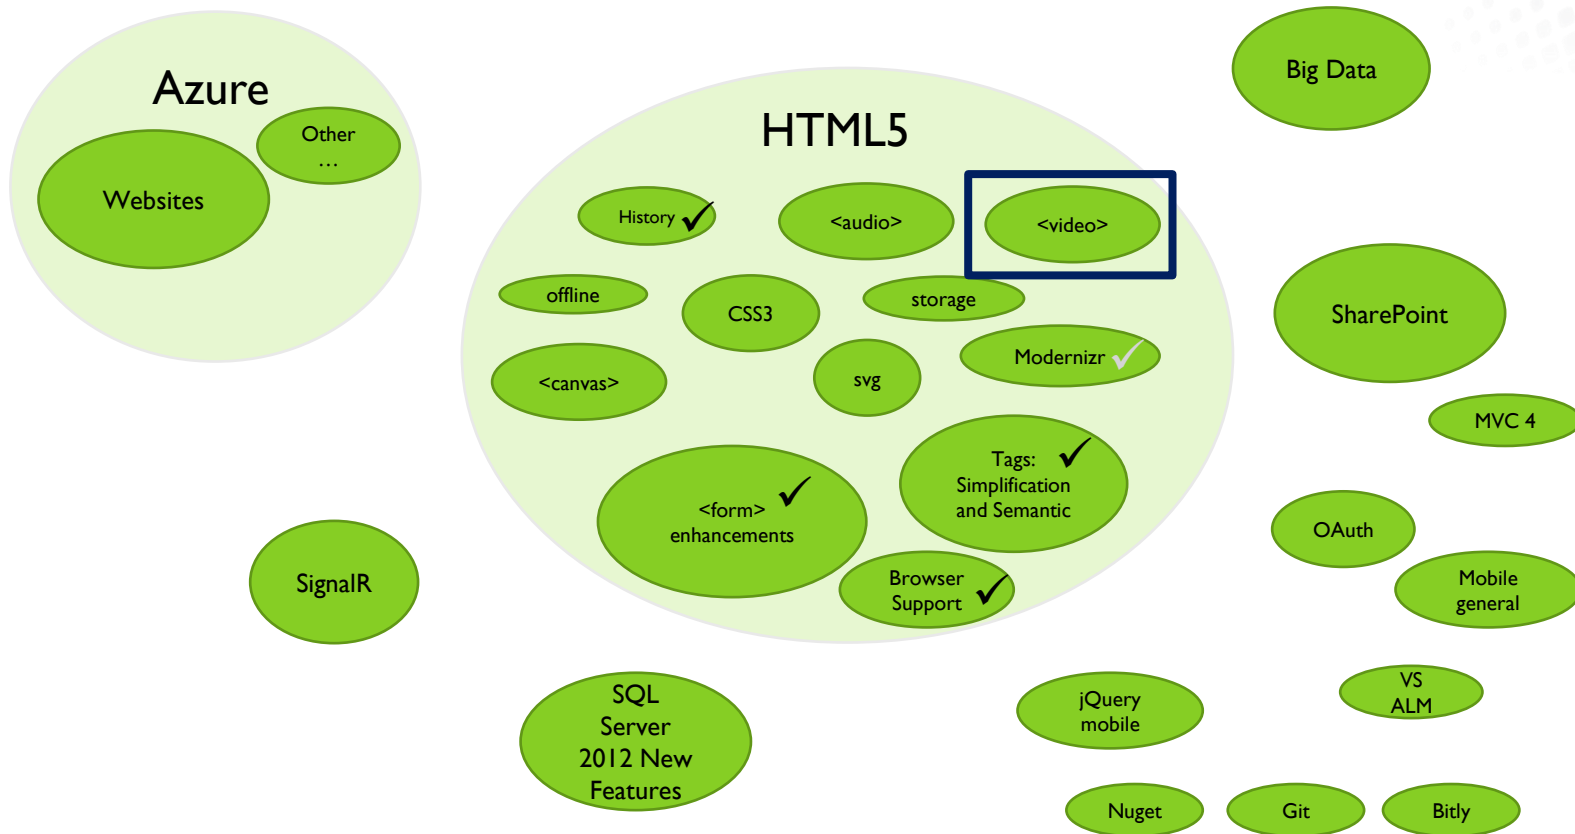 Azure
Other
...
Websites
HTML5
History
<audio>
<video>
offline
CSS3
storage
<canvas>
svg
Modernizr
<form>
enhancements
Tags:
Simplification
and Semantic
Browser
Support
Big Data
SharePoint
MVC 4
OAuth
Mobile
general
SignalR
SQL
Server
2012 New
Features
jQuery
mobile
VS
ALM
Nuget
Git
Bitly